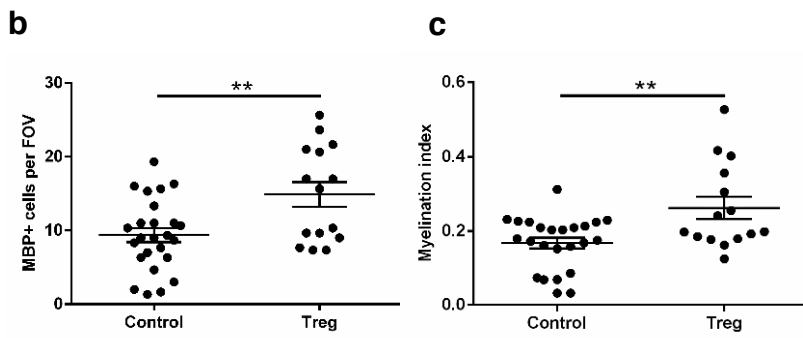 b
MBP+ cells per FOV
30
20
10
0
**
Control
Treg
c
Myelination index
0.6
0.4
0.2
0.0
**
Control
Treg